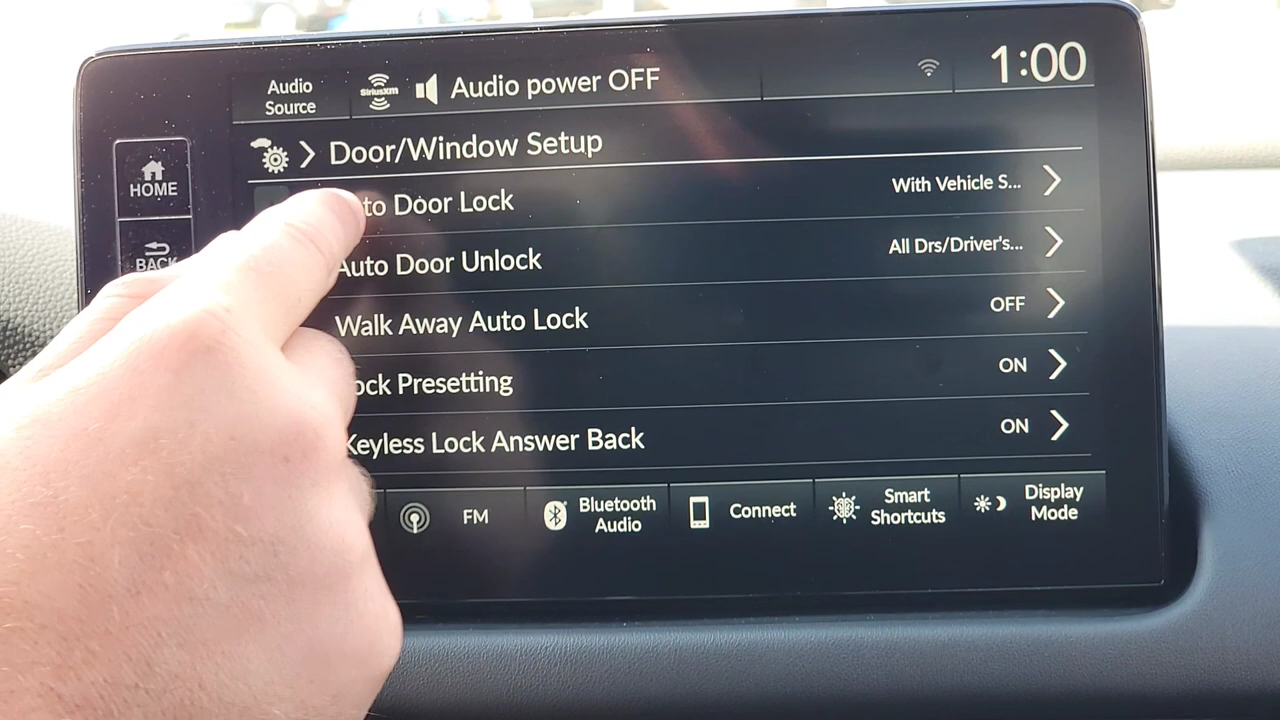 Audio
Source
SiriusXM
Audio power OFF
1:00
HOME
BACK
Door/Window Setup
Door Lock
With Vehicle S...
Auto Door Unlock
All Drs/Driver's...
Walk Away Auto Lock
OFF
Presetting
ON
Keyless Lock Answer Back
ON
FM
Bluetooth
Audio
Connect
Smart
Shortcuts
Display
Mode